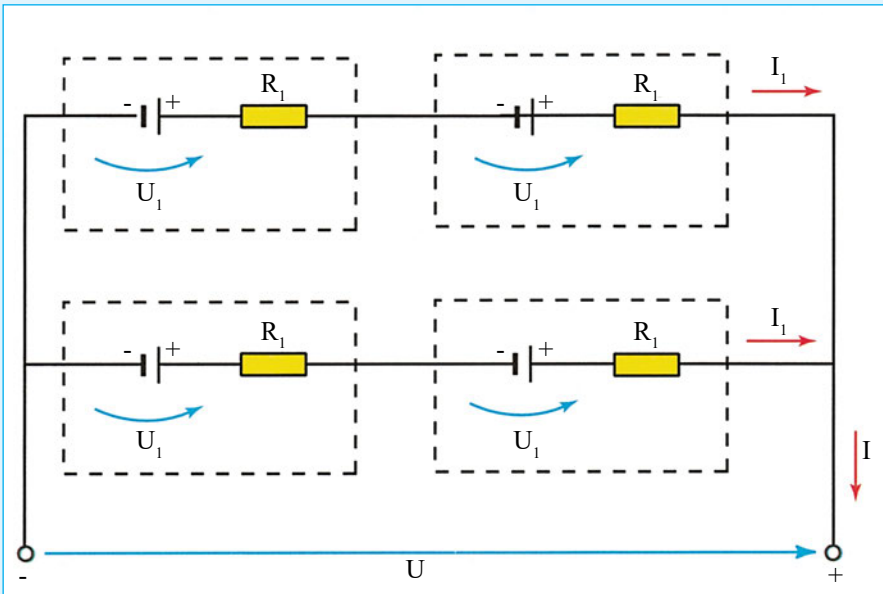 I₁
R₁ R₁
- + - +
U₁ U₁
I₁
R₁ R₁
- + - +
U₁ U₁
I
U
- +